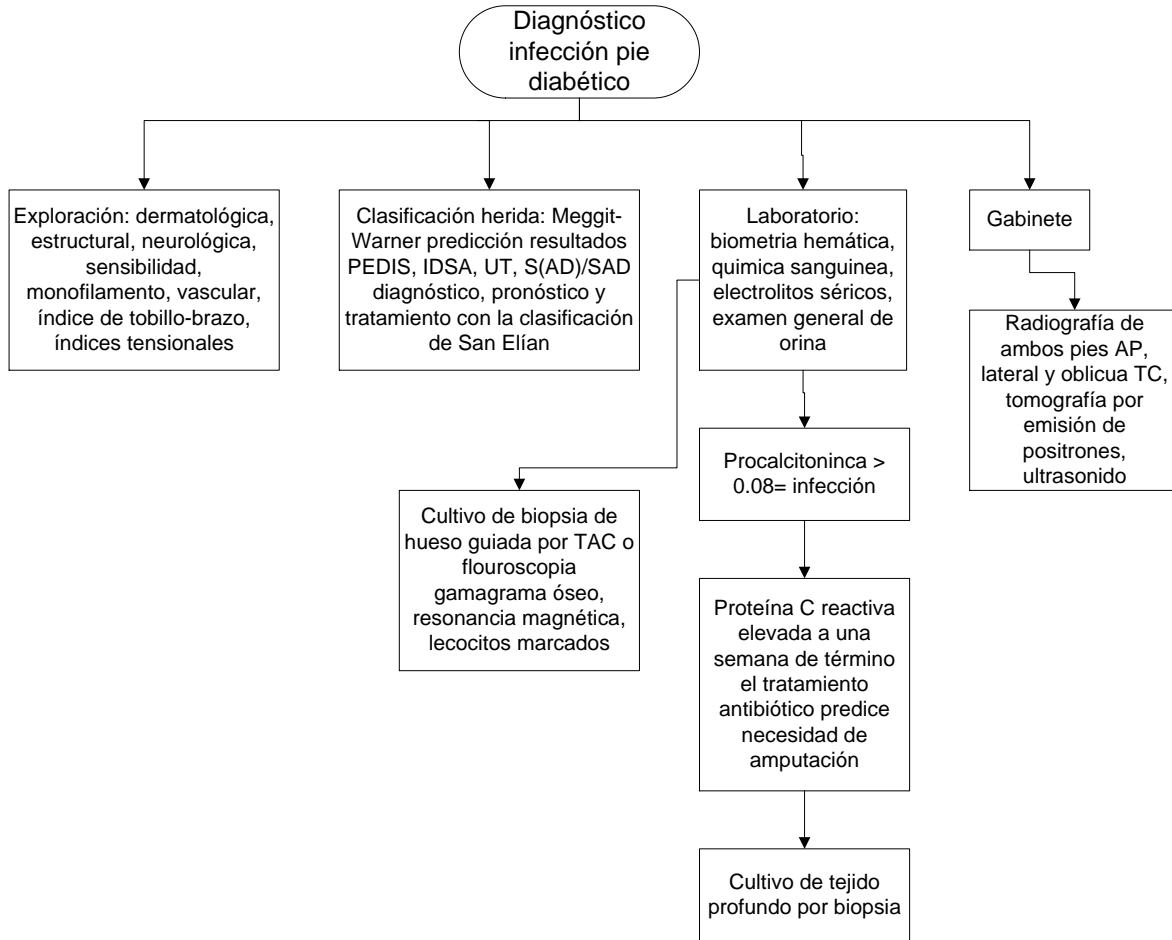 Diagnóstico
infección pie
diabético
Exploración: dermatológica,
estructural, neurológica,
sensibilidad,
monofilamento, vascular,
índice de tobillo-brazo,
índices tensionales
Clasificación herida: Meggit-
Warner predicción resultados
PEDIS, IDSA, UT, S(AD)/SAD
diagnóstico, pronóstico y
tratamiento con la clasificación
de San Elían
Laboratorio:
biometria hemática,
quimica sanguinea,
electrolitos séricos,
examen general de
orina
Gabinete
Radiografía de
ambos pies AP,
lateral y oblicua TC,
tomografía por
emisión de
positrones,
ultrasonido
Procalcitoninca >
0.08= infección
Cultivo de biopsia de
hueso guiada por TAC o
flouroscopia
gamagrama óseo,
resonancia magnética,
lecocitos marcados
Proteína C reactiva
elevada a una
semana de término
el tratamiento
antibiótico predice
necesidad de
amputación
Cultivo de tejido
profundo por biopsia